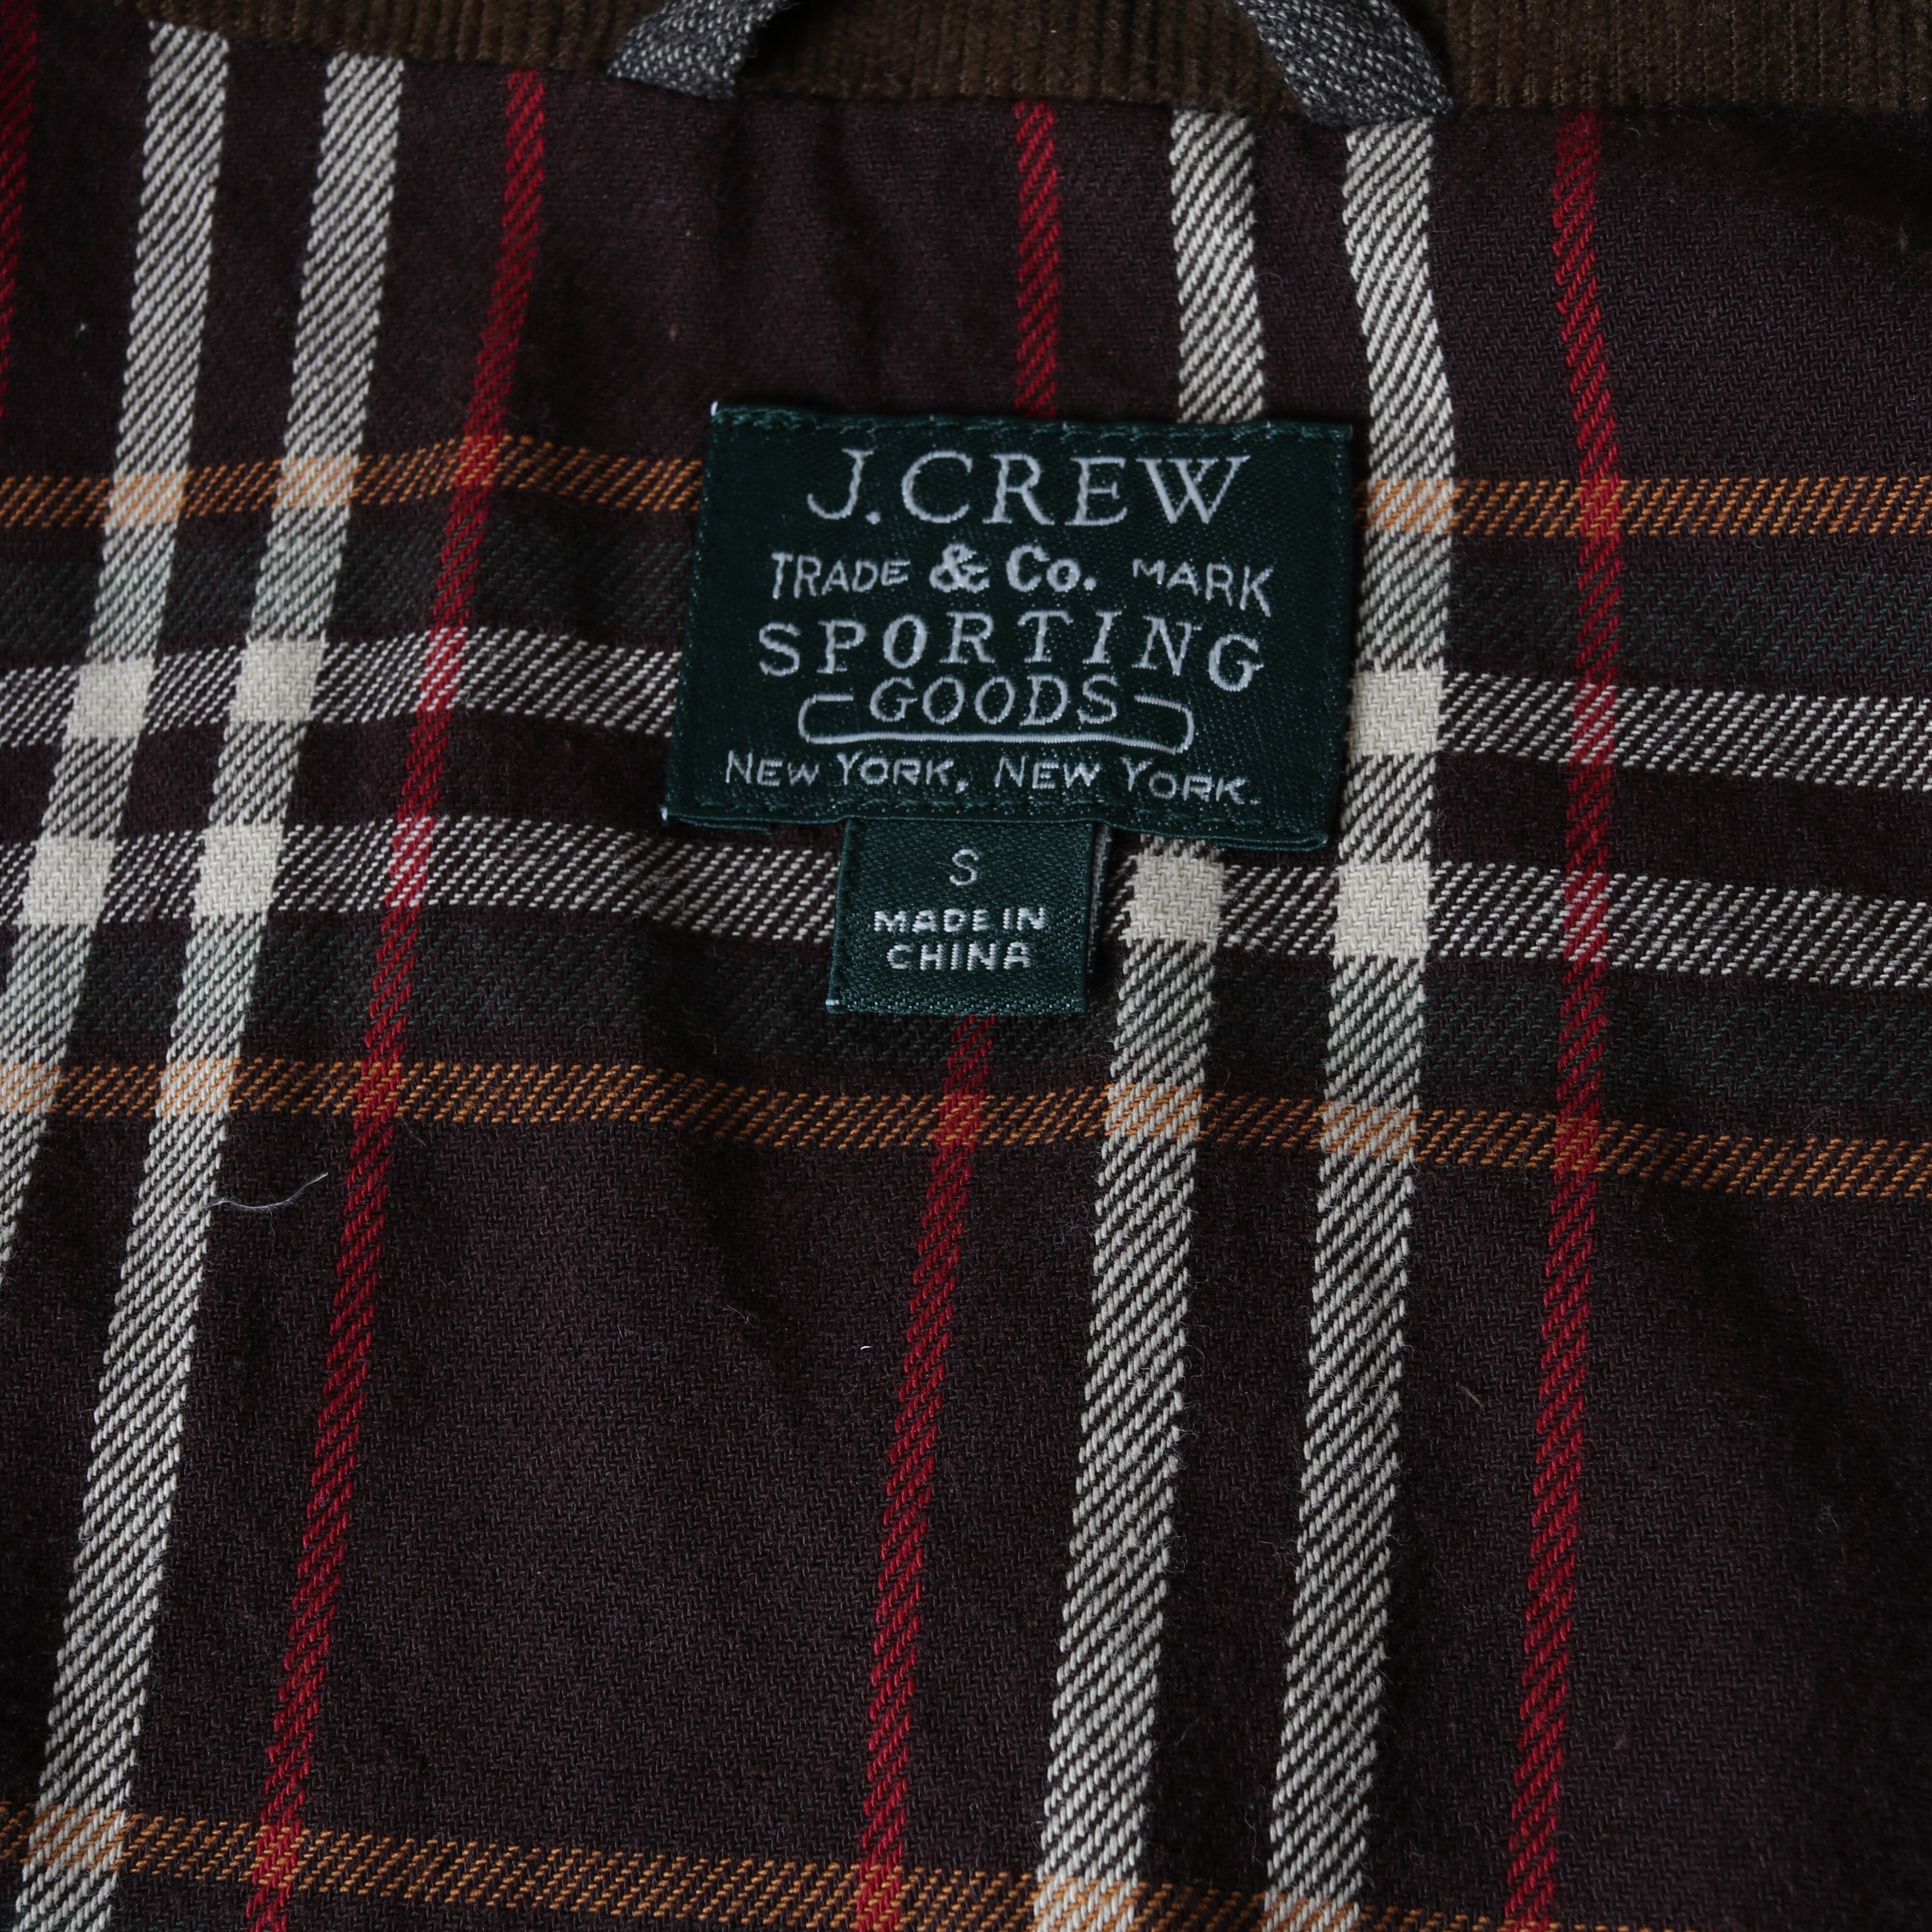 J.CREW
TRADE & Co. MARK
SPORTING
GOODS
NEW YORK, NEW YORK.
S
MADE IN
CHINA